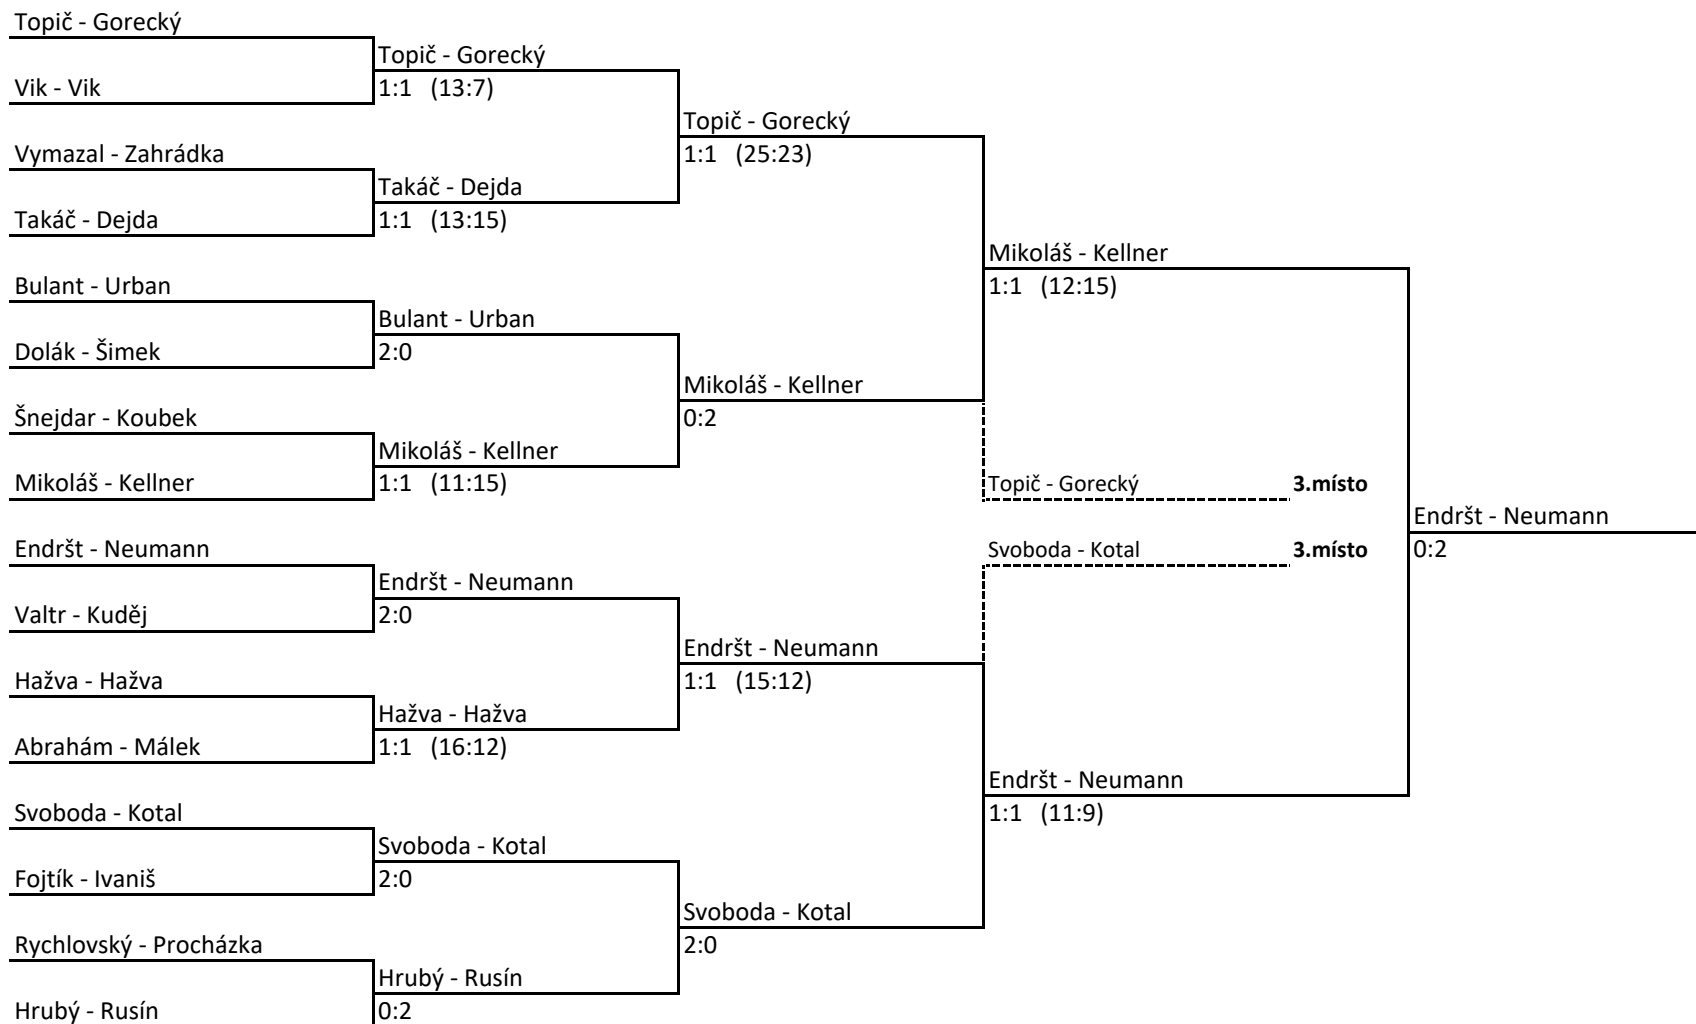 Topič - Gorecký
Topič - Gorecký
Vik - Vik
1:1 (13:7)
Topič - Gorecký
Vymazal - Zahrádka
1:1 (25:23)
Takáč - Dejda
Takáč - Dejda
1:1 (13:15)
Mikoláš - Kellner
Bulant - Urban
1:1 (12:15)
Bulant - Urban
Dolák - Šimek
2:0
Mikoláš - Kellner
Šnejdar - Koubek
0:2
Mikoláš - Kellner
Mikoláš - Kellner
1:1 (11:15)
Topič - Gorecký 3.místo
Endršt - Neumann
Endršt - Neumann
Svoboda - Kotal 3.místo
0:2
Endršt - Neumann
Valtr - Kuděj
2:0
Endršt - Neumann
Hažva - Hažva
1:1 (15:12)
Hažva - Hažva
Abrahám - Málek
1:1 (16:12)
Endršt - Neumann
Svoboda - Kotal
1:1 (11:9)
Svoboda - Kotal
Fojtík - Ivaniš
2:0
Svoboda - Kotal
Rychlovský - Procházka
2:0
Hrubý - Rusín
Hrubý - Rusín
0:2